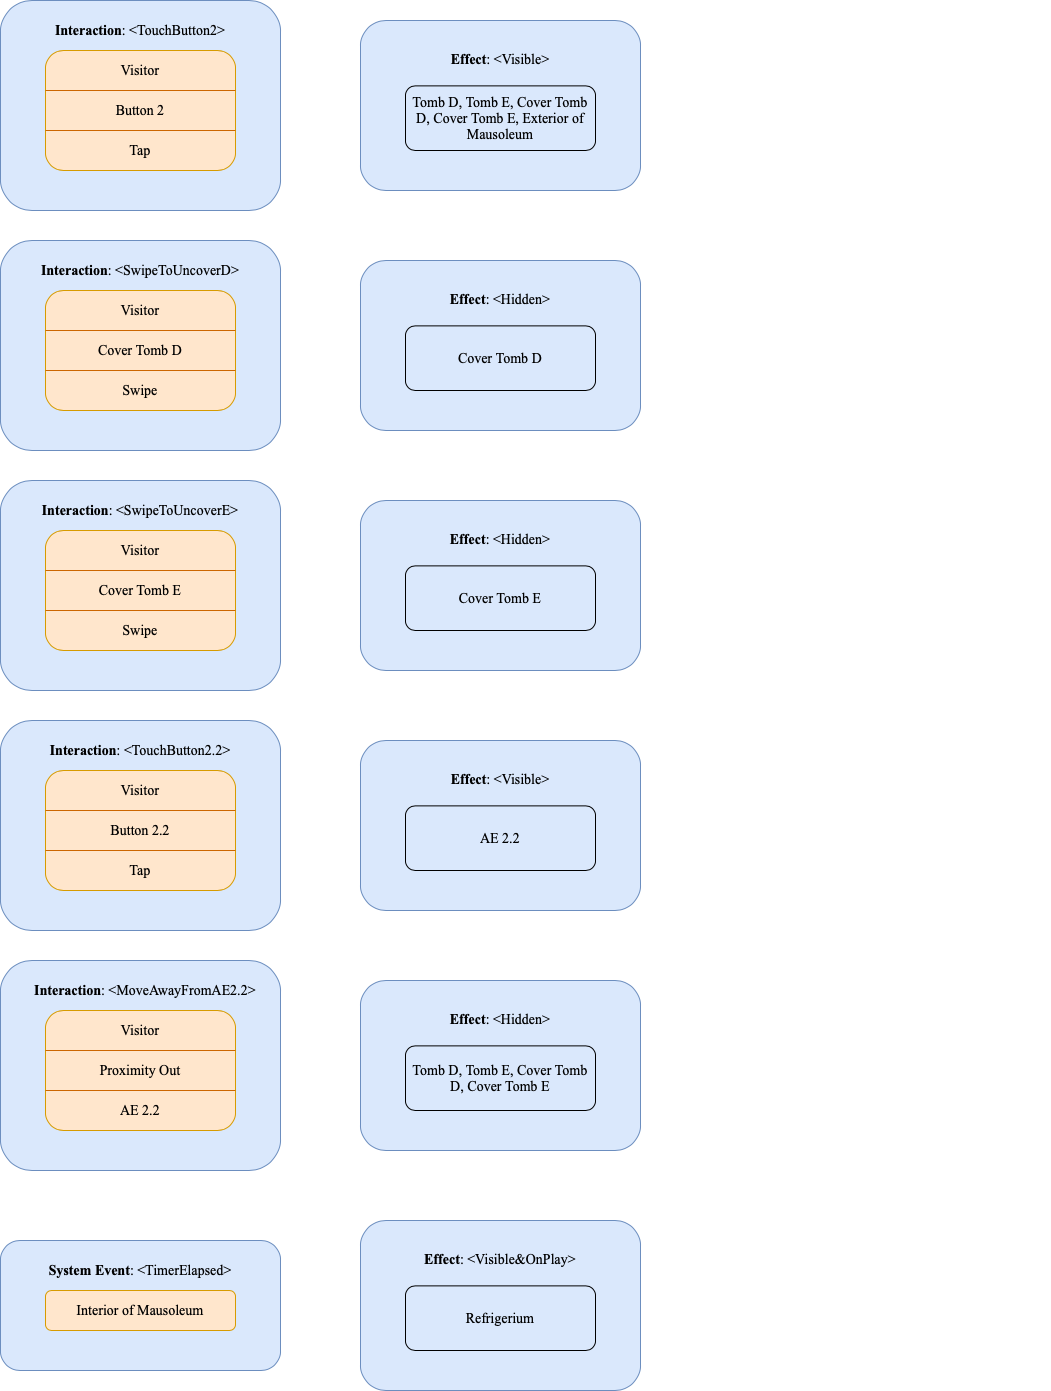 Interaction: <TouchButton2>
Visitor
Button 2
Tap
Effect: <Visible>
Tomb D, Tomb E, Cover Tomb
D, Cover Tomb E, Exterior of
Mausoleum
Interaction: <SwipeToUncoverD>
Visitor
Cover Tomb D
Swipe
Effect: <Hidden>
Cover Tomb D
Interaction: <SwipeToUncoverE>
Visitor
Cover Tomb E
Swipe
Effect: <Hidden>
Cover Tomb E
Interaction: <TouchButton2.2>
Visitor
Button 2.2
Tap
Effect: <Visible>
AE 2.2
Interaction: <MoveAwayFromAE2.2>
Visitor
Proximity Out
AE 2.2
Effect: <Hidden>
Tomb D, Tomb E, Cover Tomb
D, Cover Tomb E
System Event: <TimerElapsed>
Interior of Mausoleum
Effect: <Visible&OnPlay>
Refrigerium